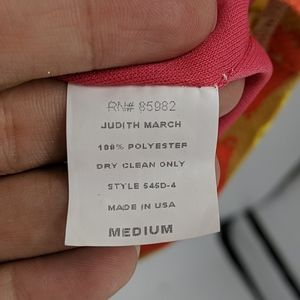 RN# 85982
JUDITH MARCH
100% POLYESTER
DRY CLEAN ONLY
STYLE 545D-4
MADE IN USA
MEDIUM